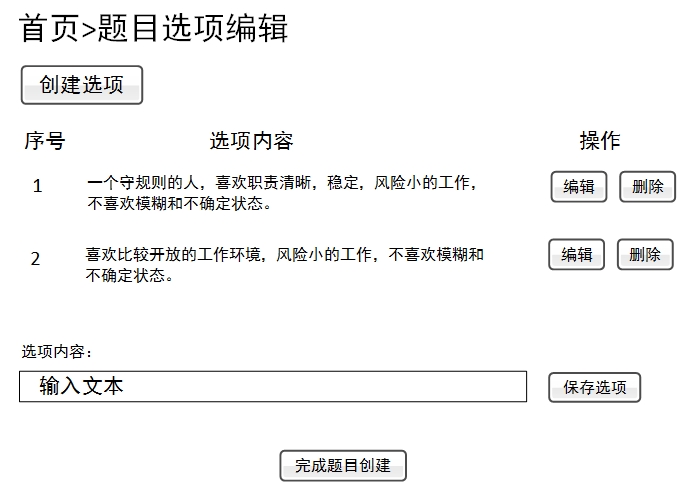 首页>题目选项编辑
创建选项
序号 选项内容 操作
1 一个守规则的人，喜欢职责清晰，稳定，风险小的工作， 编辑 删除
不喜欢模糊和不确定状态。
2 喜欢比较开放的工作环境，风险小的工作，不喜欢模糊和 编辑 删除
不确定状态。
选项内容：
输入文本 保存选项
完成题目创建